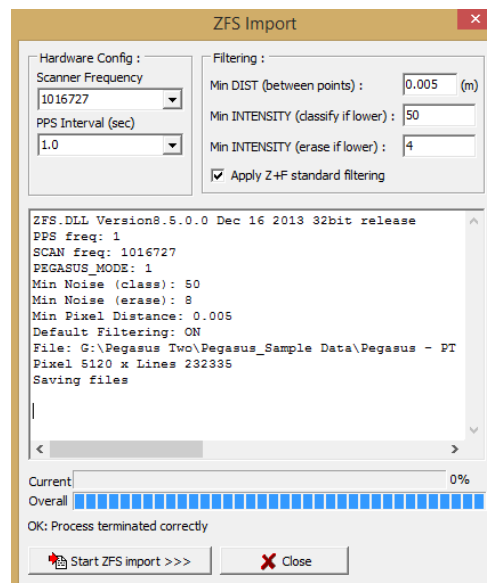 ZFS Import
Hardware Config :
Scanner Frequency
1016727
PPS Interval (sec)
1.0
Filtering :
Min DIST (between points) : 0.005 (m)
Min INTENSITY (classify if lower) : 50
Min INTENSITY (erase if lower) : 4
Apply Z+F standard filtering
ZFS.DLL Version8.5.0.0 Dec 16 2013 32bit release
PPS freq: 1
SCAN freq: 1016727
PEGASUS_MODE: 1
Min Noise (class): 50
Min Noise (erase): 8
Min Pixel Distance: 0.005
Default Filtering: ON
File: G:\Pegasus Two\Pegasus_Sample Data\Pegasus - PT
Pixel 5120 x Lines 232335
Saving files
Current 0%
Overall
OK: Process terminated correctly
Start ZFS import >>> Close